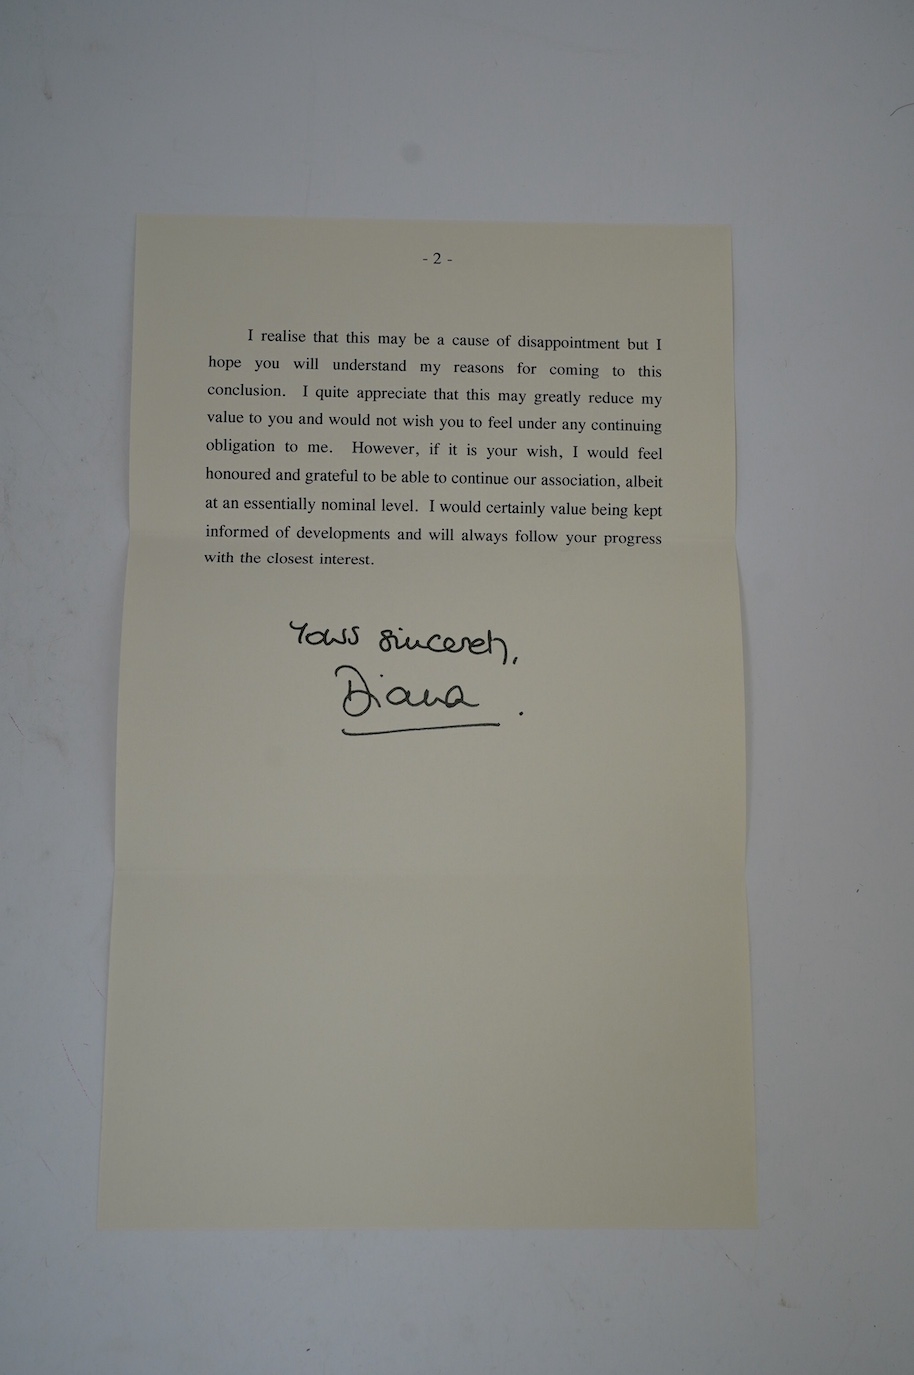 - 2 -
I realise that this may be a cause of disappointment but I
hope you will understand my reasons for coming to this
conclusion. I quite appreciate that this may greatly reduce my
value to you and would not wish you to feel under any continuing
obligation to me. However, if it is your wish, I would feel
honoured and grateful to be able to continue our association, albeit
at an essentially nominal level. I would certainly value being kept
informed of developments and will always follow your progress
with the closest interest.
Yours sincerely,
Diana.